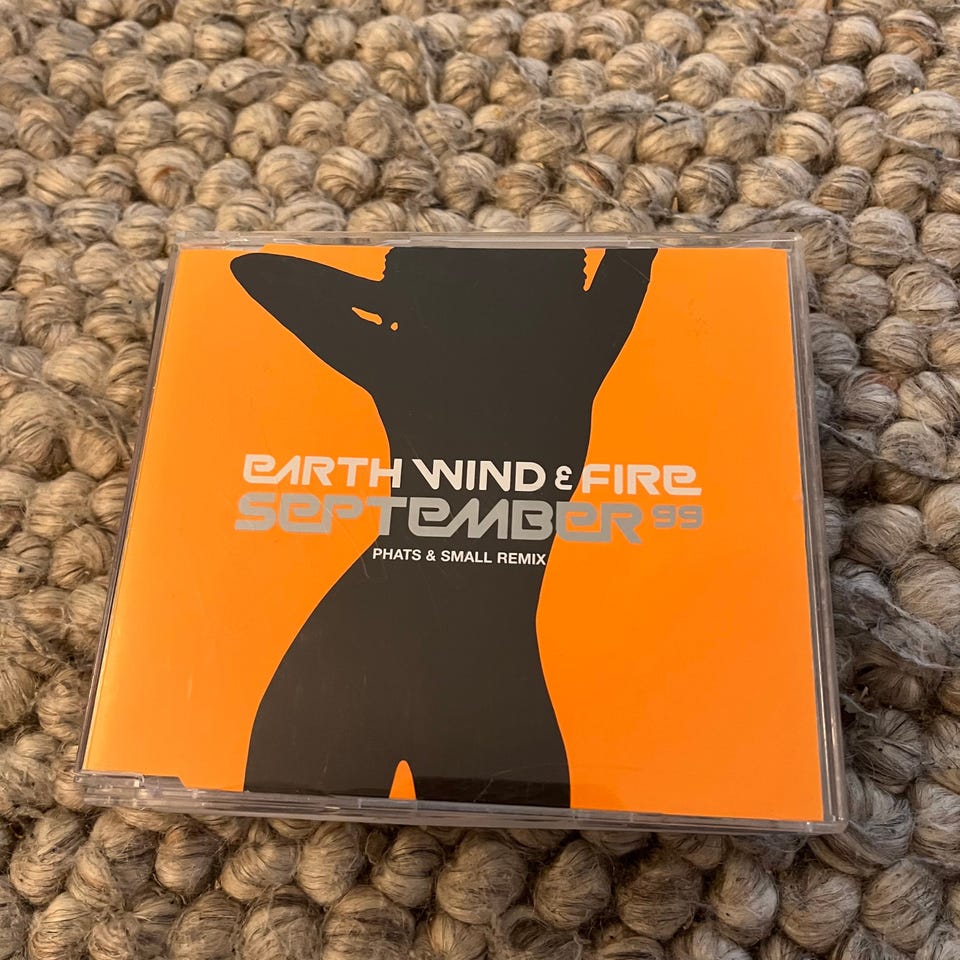 EARTH WIND & FIRE
SEPTEMBER 99
PHATS & SMALL REMIX